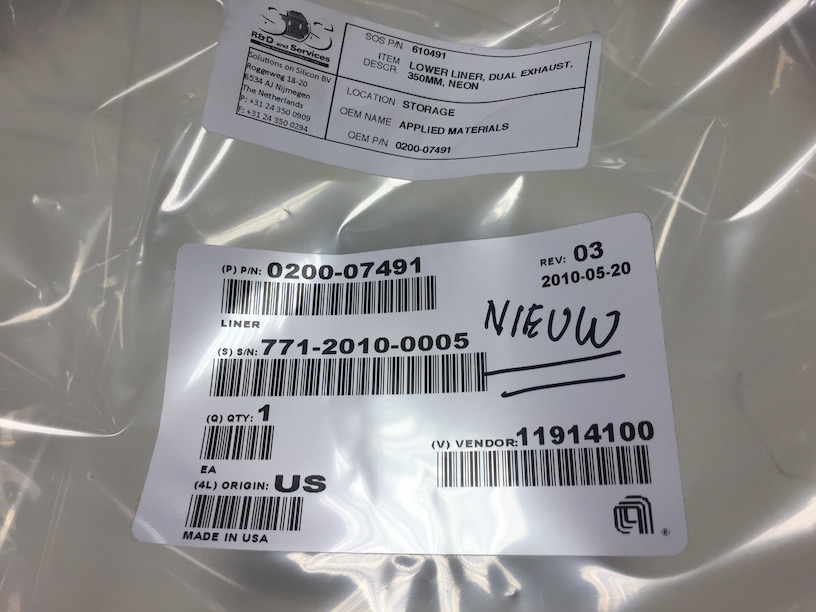 SOS
R&D and Services
Solutions on Silicon BV
Roggeweg 18-20
6534 AJ Nijmegen
The Netherlands
P: +31 24 350 0909
F: +31 24 350 0294
SOS P/N 610491
ITEM DESCR. LOWER LINER, DUAL EXHAUST,
350MM, NEON
LOCATION STORAGE
OEM NAME APPLIED MATERIALS
OEM P/N 0200-07491
(P) P/N: 0200-07491
REV: 03
2010-05-20
LINER
NIEUW
(S) S/N: 771-2010-0005
(Q) QTY: 1
EA
(V) VENDOR: 11914100
(4L) ORIGIN: US
MADE IN USA
®